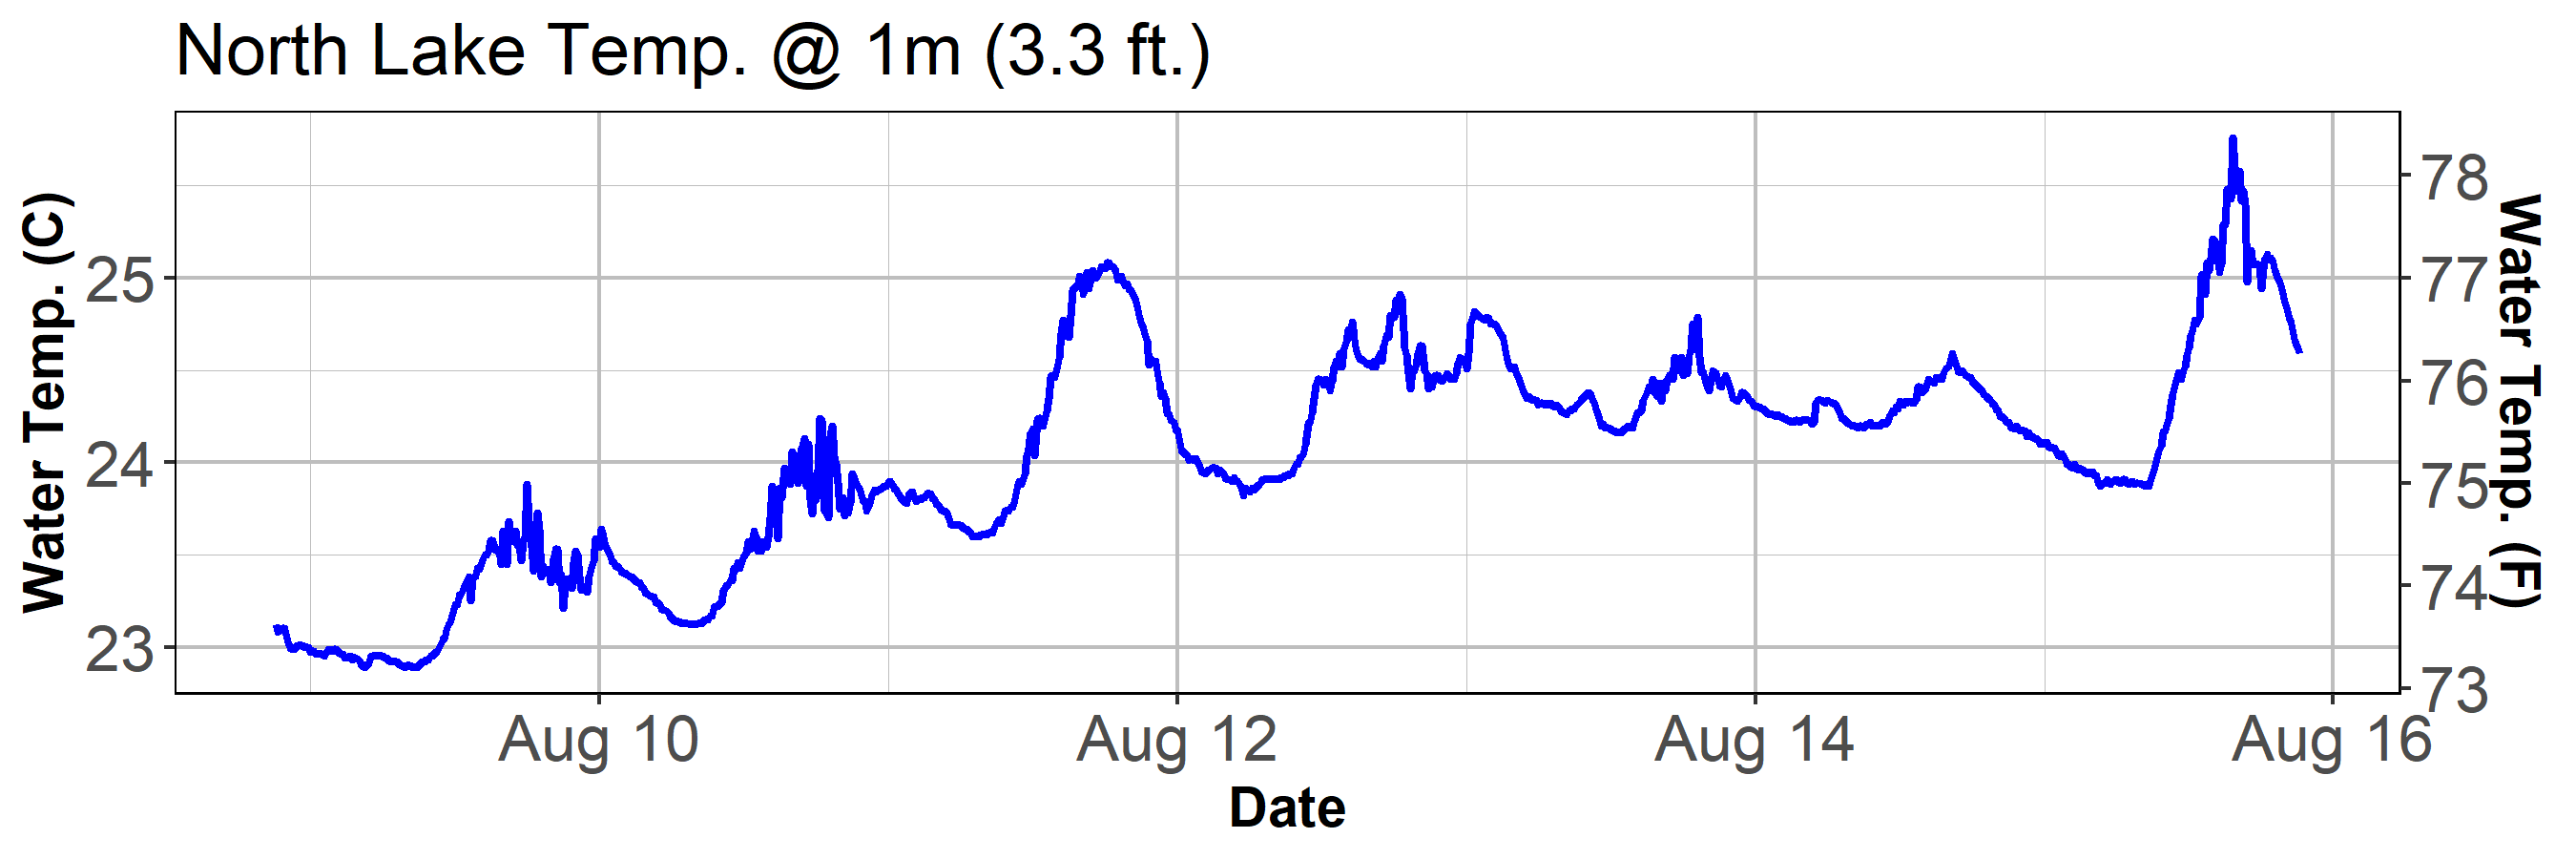 North Lake Temp. @ 1m (3.3 ft.)
Water Temp. (C)
25
24
23
78
77
76
75
74
73
Water Temp. (F)
Aug 10
Aug 12
Aug 14
Aug 16
Date